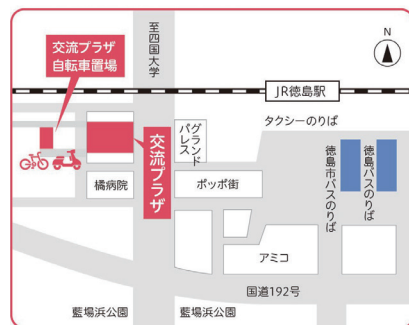 交流プラザ
自転車置場
至四国大学
N
JR徳島駅
タクシーのりば
グランド
パレス
交流プラザ
徳島市バスのりば
徳島バスのりば
橘病院
ポッポ街
アミコ
国道192号
藍場浜公園
藍場浜公園